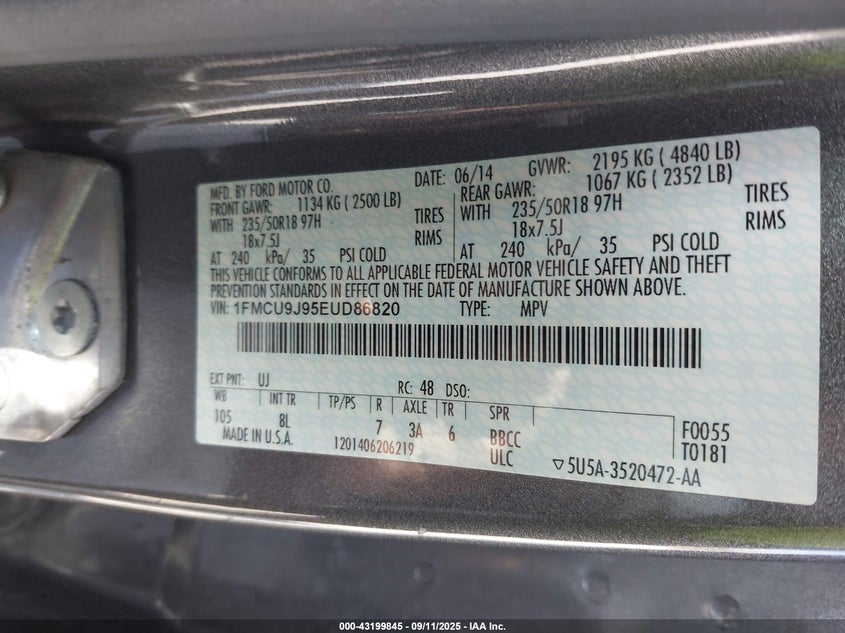 MFD. BY FORD MOTOR CO.
DATE: 06/14 GVWR: 2195 KG ( 4840 LB)
FRONT GAWR: 1134 KG ( 2500 LB) REAR GAWR: 1067 KG ( 2352 LB)
WITH 235/50R18 97H TIRES WITH 235/50R18 97H TIRES
18x7.5J RIMS 18x7.5J RIMS
AT 240 kPa/ 35 PSI COLD AT 240 kPa/ 35 PSI COLD
THIS VEHICLE CONFORMS TO ALL APPLICABLE FEDERAL MOTOR VEHICLE SAFETY AND THEFT
PREVENTION STANDARDS IN EFFECT ON THE DATE OF MANUFACTURE SHOWN ABOVE.
VIN: 1FMCU9J95EUD86820 TYPE: MPV
EXT PNT: UJ RC: 48 DSO:
WB INT TR TP/PS R AXLE TR SPR
105 8L 7 3A 6 BBCC F0055
MADE IN U.S.A. 1201406206219 ULC T0181
▽5U5A-3520472-AA
000-43199845 - 09/11/2025 - IAA Inc.